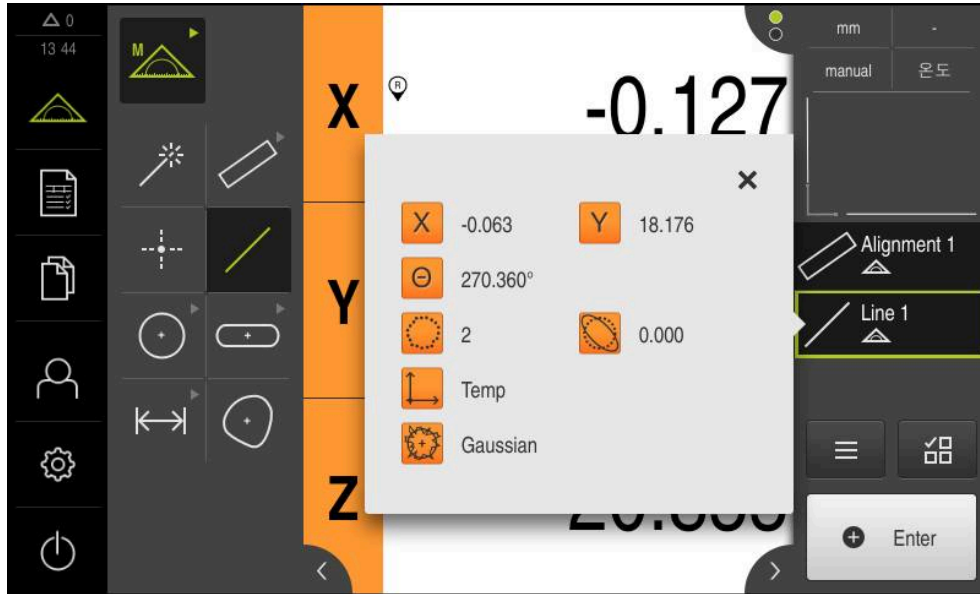 0
13 44
M
X
R
-0.127
mm
-
manual
온도
X
-0.063
Y
18.176
Θ
270.360°
2
0.000
Temp
Gaussian
Y
Z
Alignment 1
Line 1
Enter